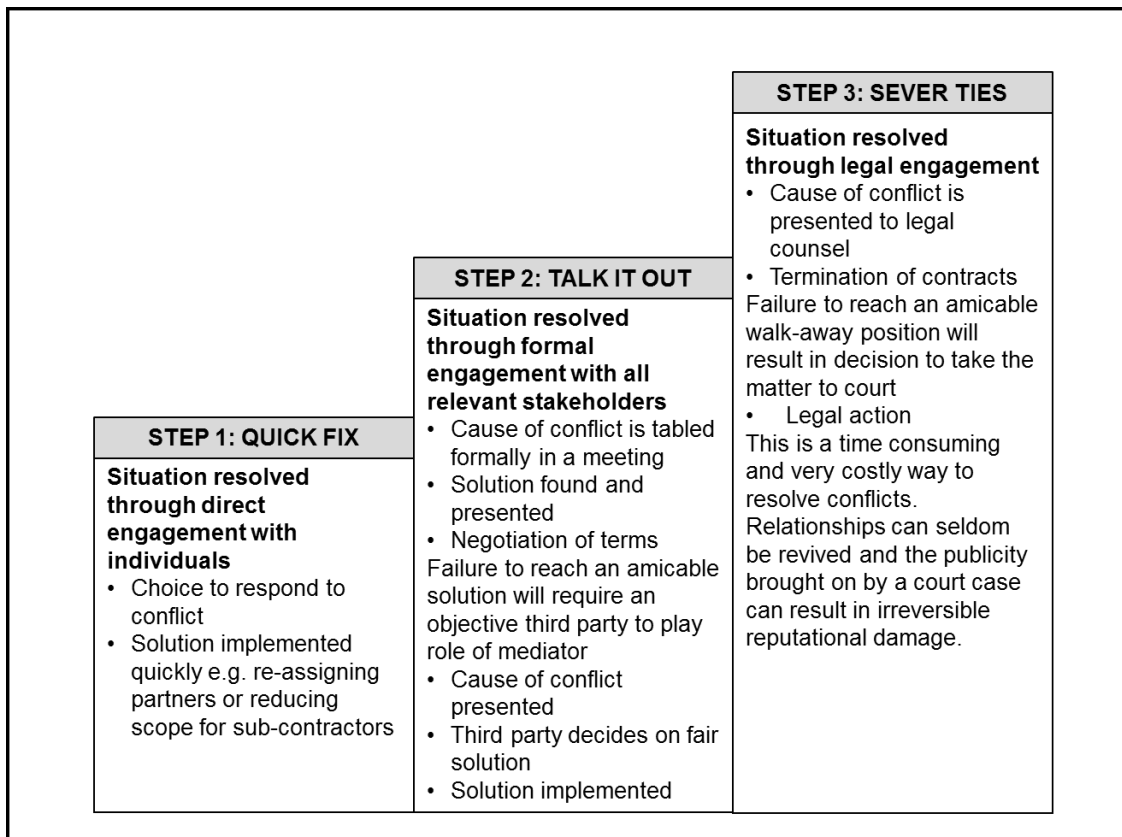 STEP 1: QUICK FIX
Situation resolved
through direct
engagement with
individuals
• Choice to respond to
conflict
• Solution implemented
quickly e.g. re-assigning
partners or reducing
scope for sub-contractors
STEP 2: TALK IT OUT
Situation resolved
through formal
engagement with all
relevant stakeholders
• Cause of conflict is tabled
formally in a meeting
• Solution found and
presented
• Negotiation of terms
Failure to reach an amicable
solution will require an
objective third party to play
role of mediator
• Cause of conflict
presented
• Third party decides on fair
solution
• Solution implemented
STEP 3: SEVER TIES
Situation resolved
through legal engagement
• Cause of conflict is
presented to legal
counsel
• Termination of contracts
Failure to reach an amicable
walk-away position will
result in decision to take the
matter to court
• Legal action
This is a time consuming
and very costly way to
resolve conflicts.
Relationships can seldom
be revived and the publicity
brought on by a court case
can result in irreversible
reputational damage.